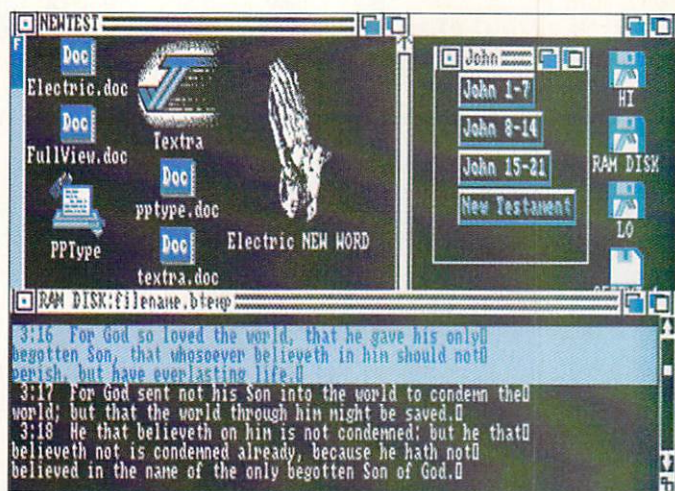 NEWTEST
Doc
Electric.doc
Doc
FullView.doc
PPType
Textra
Doc
pptype.doc
Doc
textra.doc
Electric NEW WORD
John
John 1-7
John 8-14
John 15-21
New Testament
HI
RAM DISK
LO
RAM DISK:filename.btemp
3:16 For God so loved the world, that he gave his only
begotten Son, that whosoever believeth in him should not
perish, but have everlasting life.
3:17 For God sent not his Son into the world to condemn the
world; but that the world through him might be saved.
3:18 He that believeth on him is not condemned: but he that
believeth not is condemned already, because he hath not
believed in the name of the only begotten Son of God.